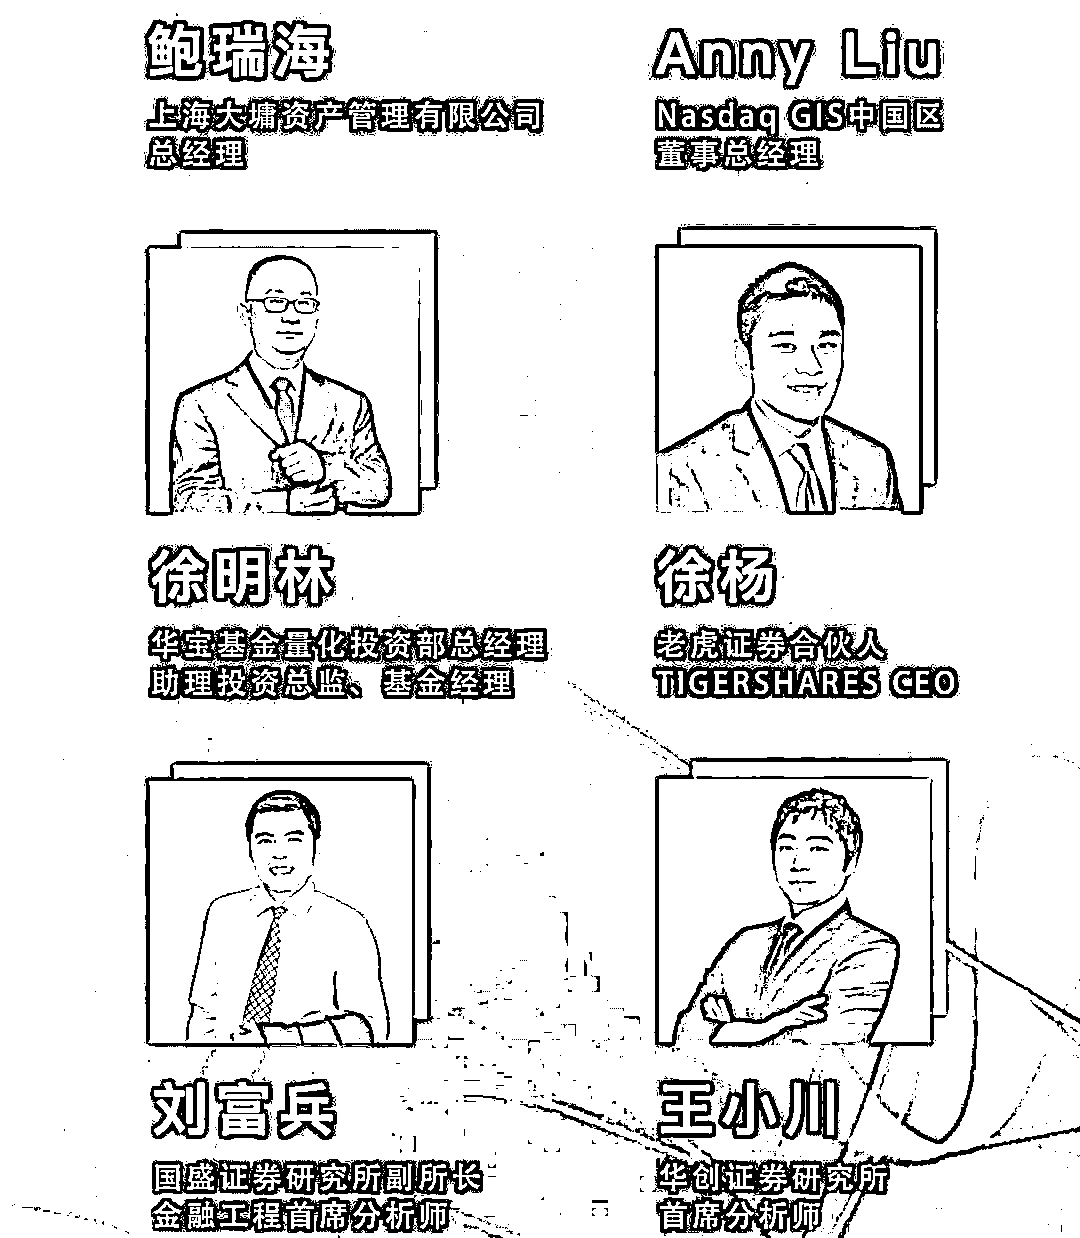 鲍瑞海
上海大墉资产管理有限公司
总经理
Anny Liu
Nasdaq GIS中国区
董事总经理
徐明林
华宝基金量化投资部总经理
助理投资总监、基金经理
徐杨
老虎证券合伙人
TIGERSHARES CEO
刘富兵
国盛证券研究所副所长
金融工程首席分析师
王小川
华创证券研究所
首席分析师